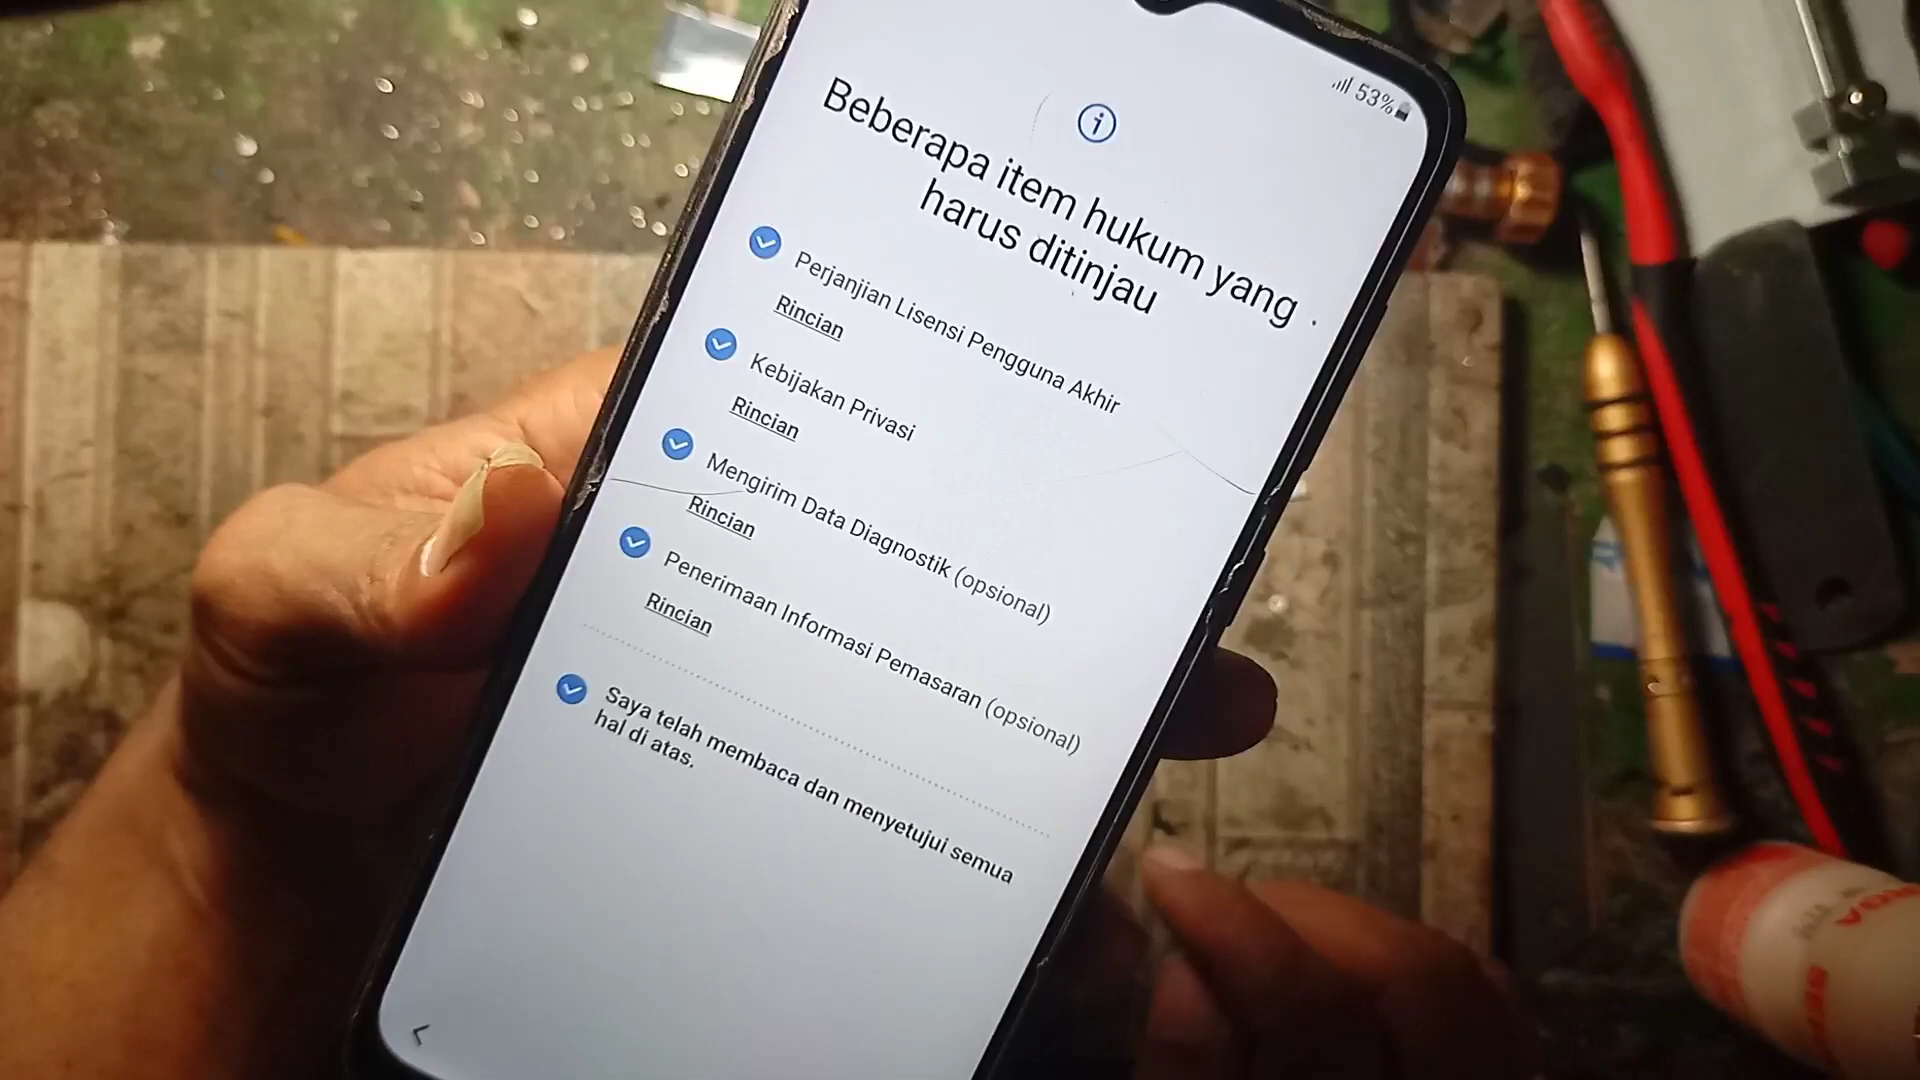 53%
Beberapa item hukum yang
harus ditinjau
Perjanjian Lisensi Pengguna Akhir
Rincian
Kebijakan Privasi
Rincian
Mengirim Data Diagnostik (opsional)
Rincian
Penerimaan Informasi Pemasaran (opsional)
Rincian
Saya telah membaca dan menyetujui semua
hal di atas.